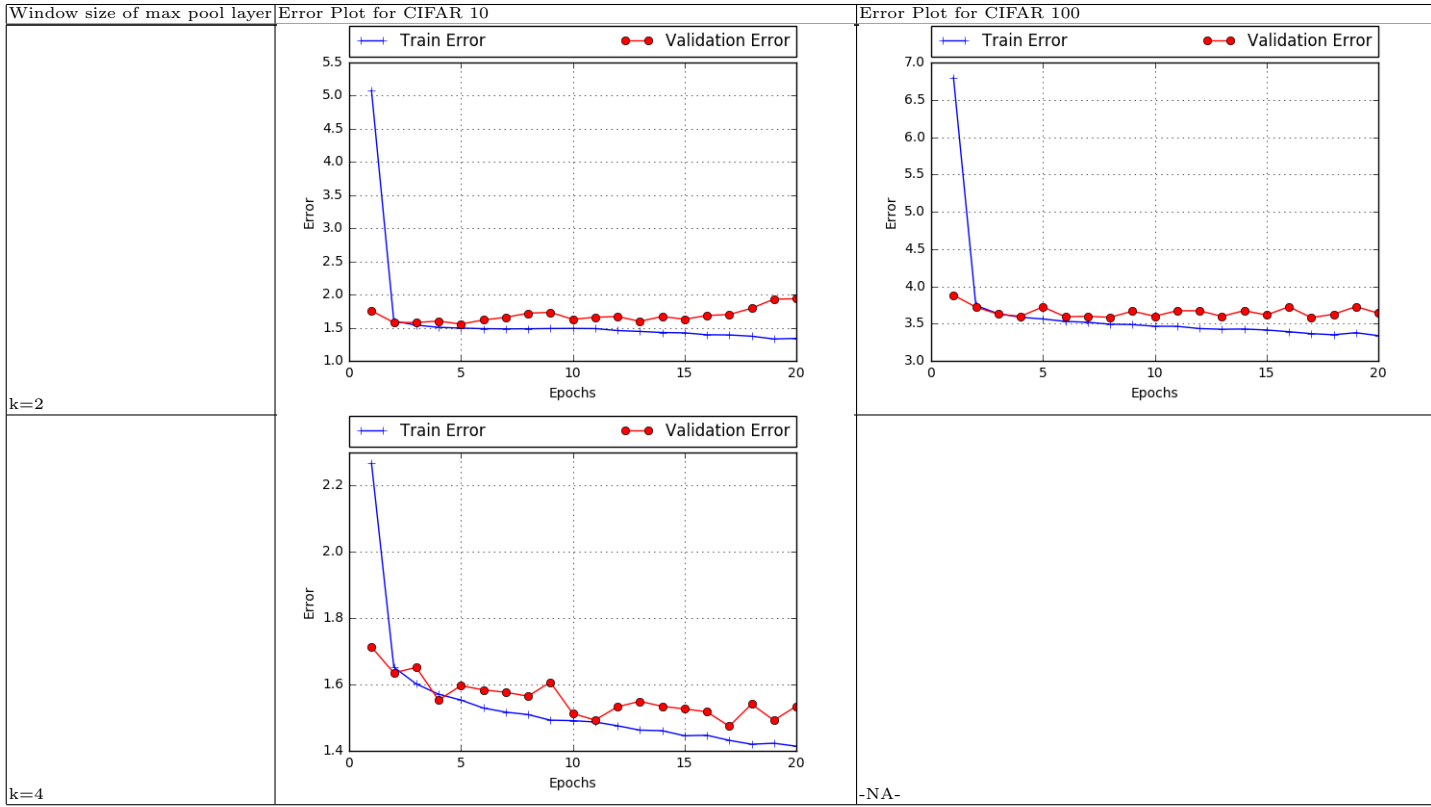 Window size of max pool layer Error Plot for CIFAR 10 Error Plot for CIFAR 100
Train Error Validation Error
5.5
5.0
4.5
4.0
3.5
3.0
2.5
2.0
1.5
1.0
Error
0 5 10 15 20
Epochs
Train Error Validation Error
7.0
6.5
6.0
5.5
5.0
4.5
4.0
3.5
3.0
Error
0 5 10 15 20
Epochs
k=2
Train Error Validation Error
2.2
2.0
1.8
1.6
1.4
Error
0 5 10 15 20
Epochs
k=4
-NA-